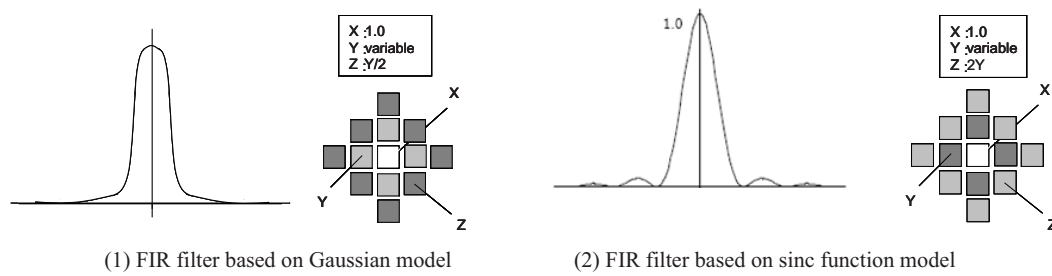 X :1.0
Y :variable
Z :Y/2
X
Y
Z
(1) FIR filter based on Gaussian model
1.0
X :1.0
Y :variable
Z :2Y
X
Y
Z
(2) FIR filter based on sinc function model